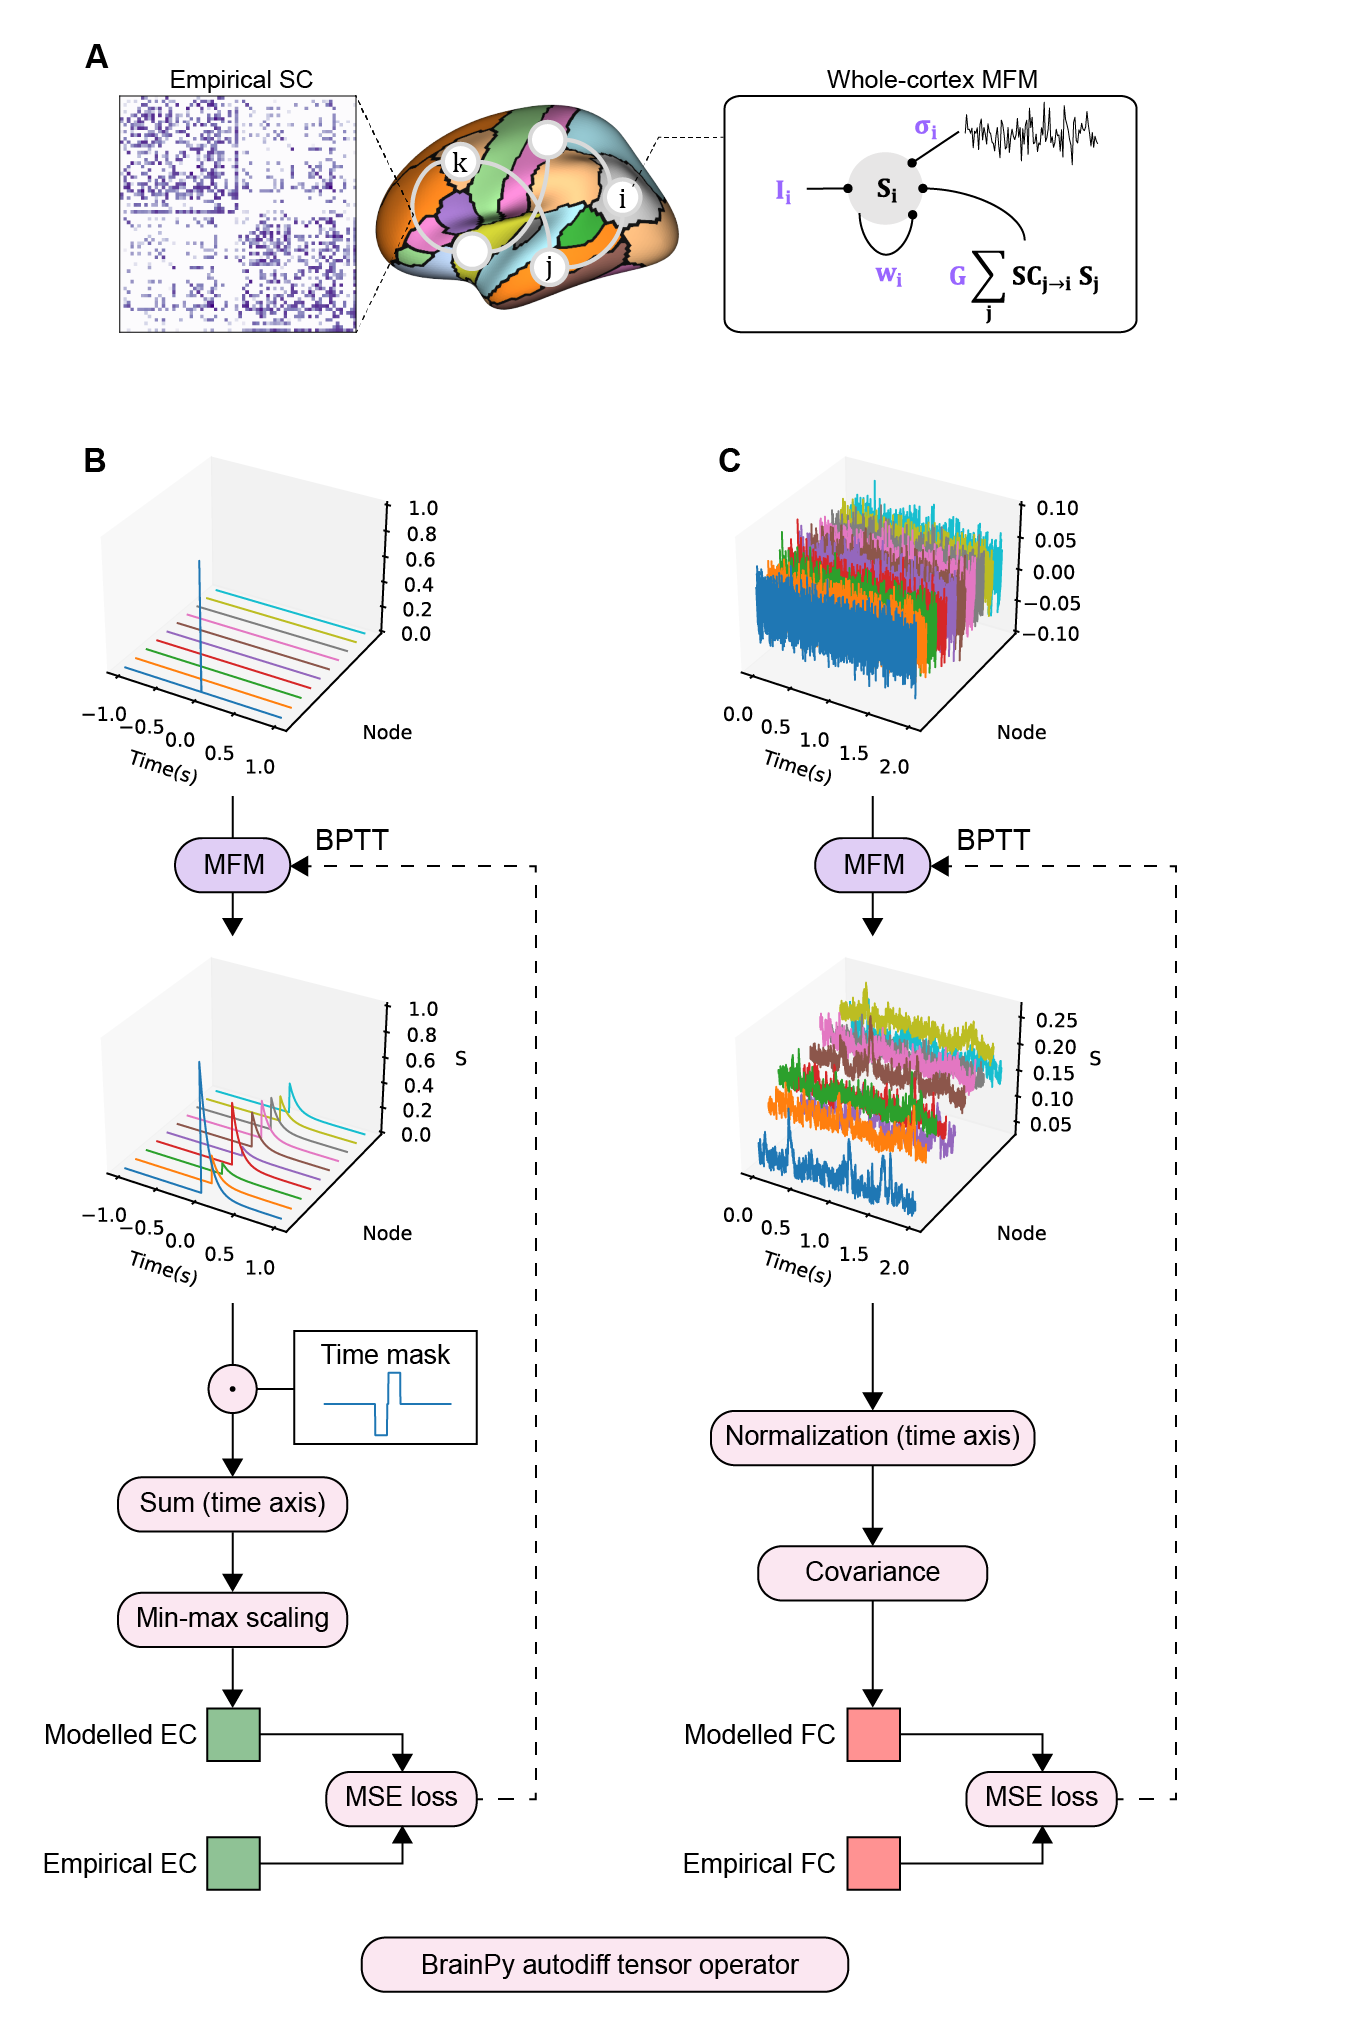 A
Empirical SC
Whole-cortex MFM
k
i
j
σi
Ii
Si
wi
G∑j SCj→i Sj
B
1.0
0.8
0.6
0.4
0.2
0.0
−1.0
−0.5
0.0
0.5
1.0
Time(s)
Node
MFM
BPTT
1.0
0.8
0.6
0.4
0.2
0.0
S
−1.0
−0.5
0.0
0.5
1.0
Time(s)
Node
Time mask
Sum (time axis)
Min-max scaling
Modelled EC
MSE loss
Empirical EC
C
0.10
0.05
0.00
−0.05
−0.10
0.0
0.5
1.0
1.5
2.0
Time(s)
Node
MFM
BPTT
0.25
0.20
0.15
0.10
0.05
S
0.0
0.5
1.0
1.5
2.0
Time(s)
Node
Normalization (time axis)
Covariance
Modelled FC
MSE loss
Empirical FC
BrainPy autodiff tensor operator